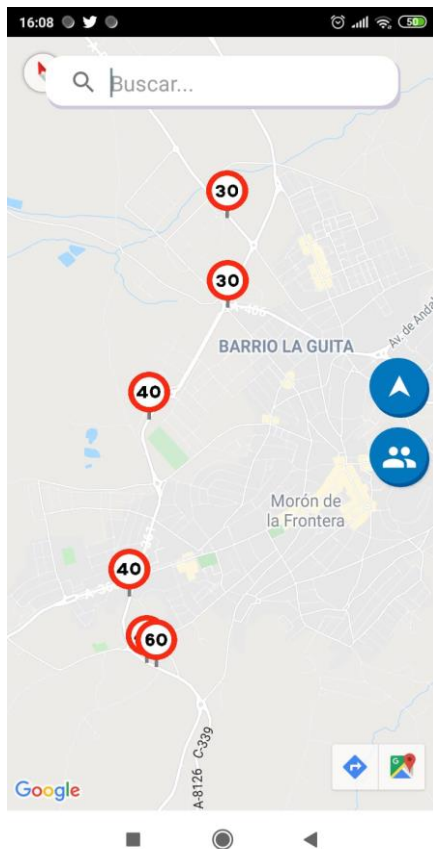 16:08
50
Buscar...
30
30
Av. de Andal
BARRIO LA GUITA
40
Morón de
la Frontera
40
60
C-339
A-8126
Google